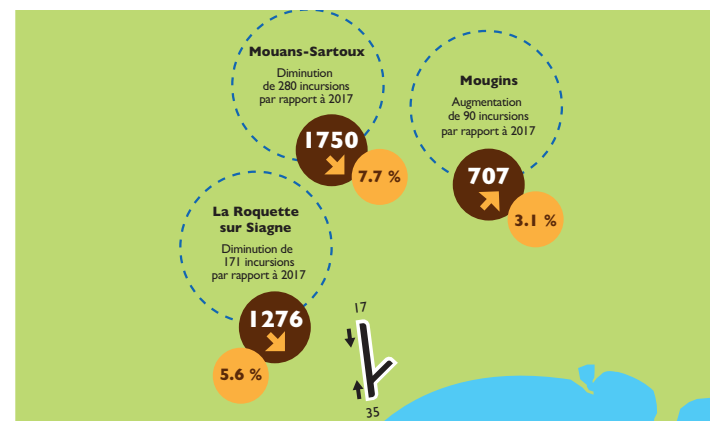 Mouans-Sartoux
Diminution
de 280 incursions
par rapport à 2017
1750
7.7 %
Mougins
Augmentation
de 90 incursions
par rapport à 2017
707
3.1 %
La Roquette
sur Siagne
Diminution de
171 incursions
par rapport à 2017
1276
5.6 %
17
35